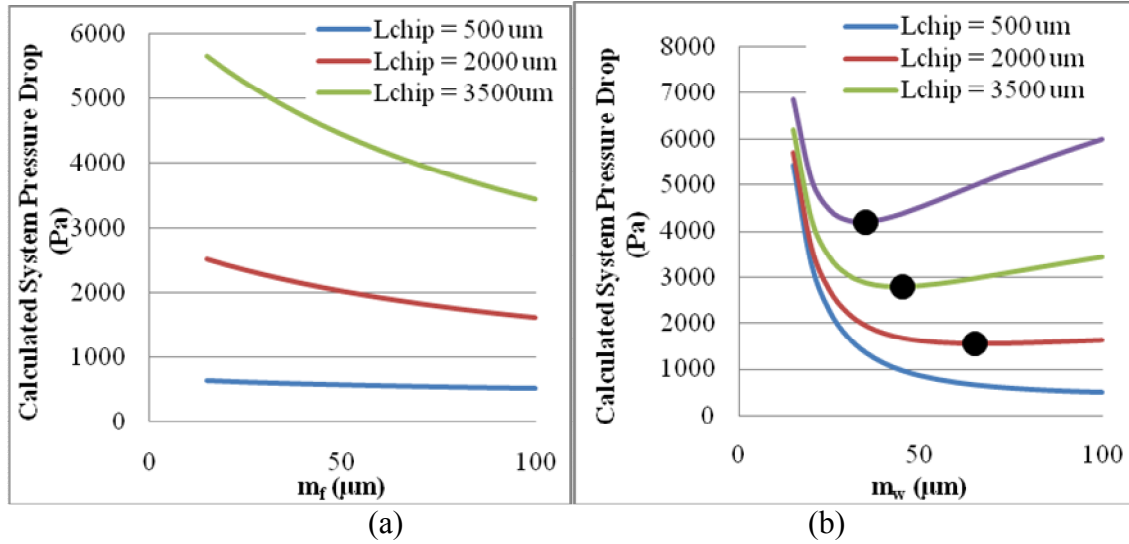 Calculated System Pressure Drop
(Pa)
6000
5000
4000
3000
2000
1000
0
Lchip = 500 um
Lchip = 2000 um
Lchip = 3500um
0
50
100
mf (μm)
(a)
Calculated System Pressure Drop
(Pa)
8000
7000
6000
5000
4000
3000
2000
1000
0
Lchip = 500 um
Lchip = 2000 um
Lchip = 3500 um
0
50
100
mw (μm)
(b)